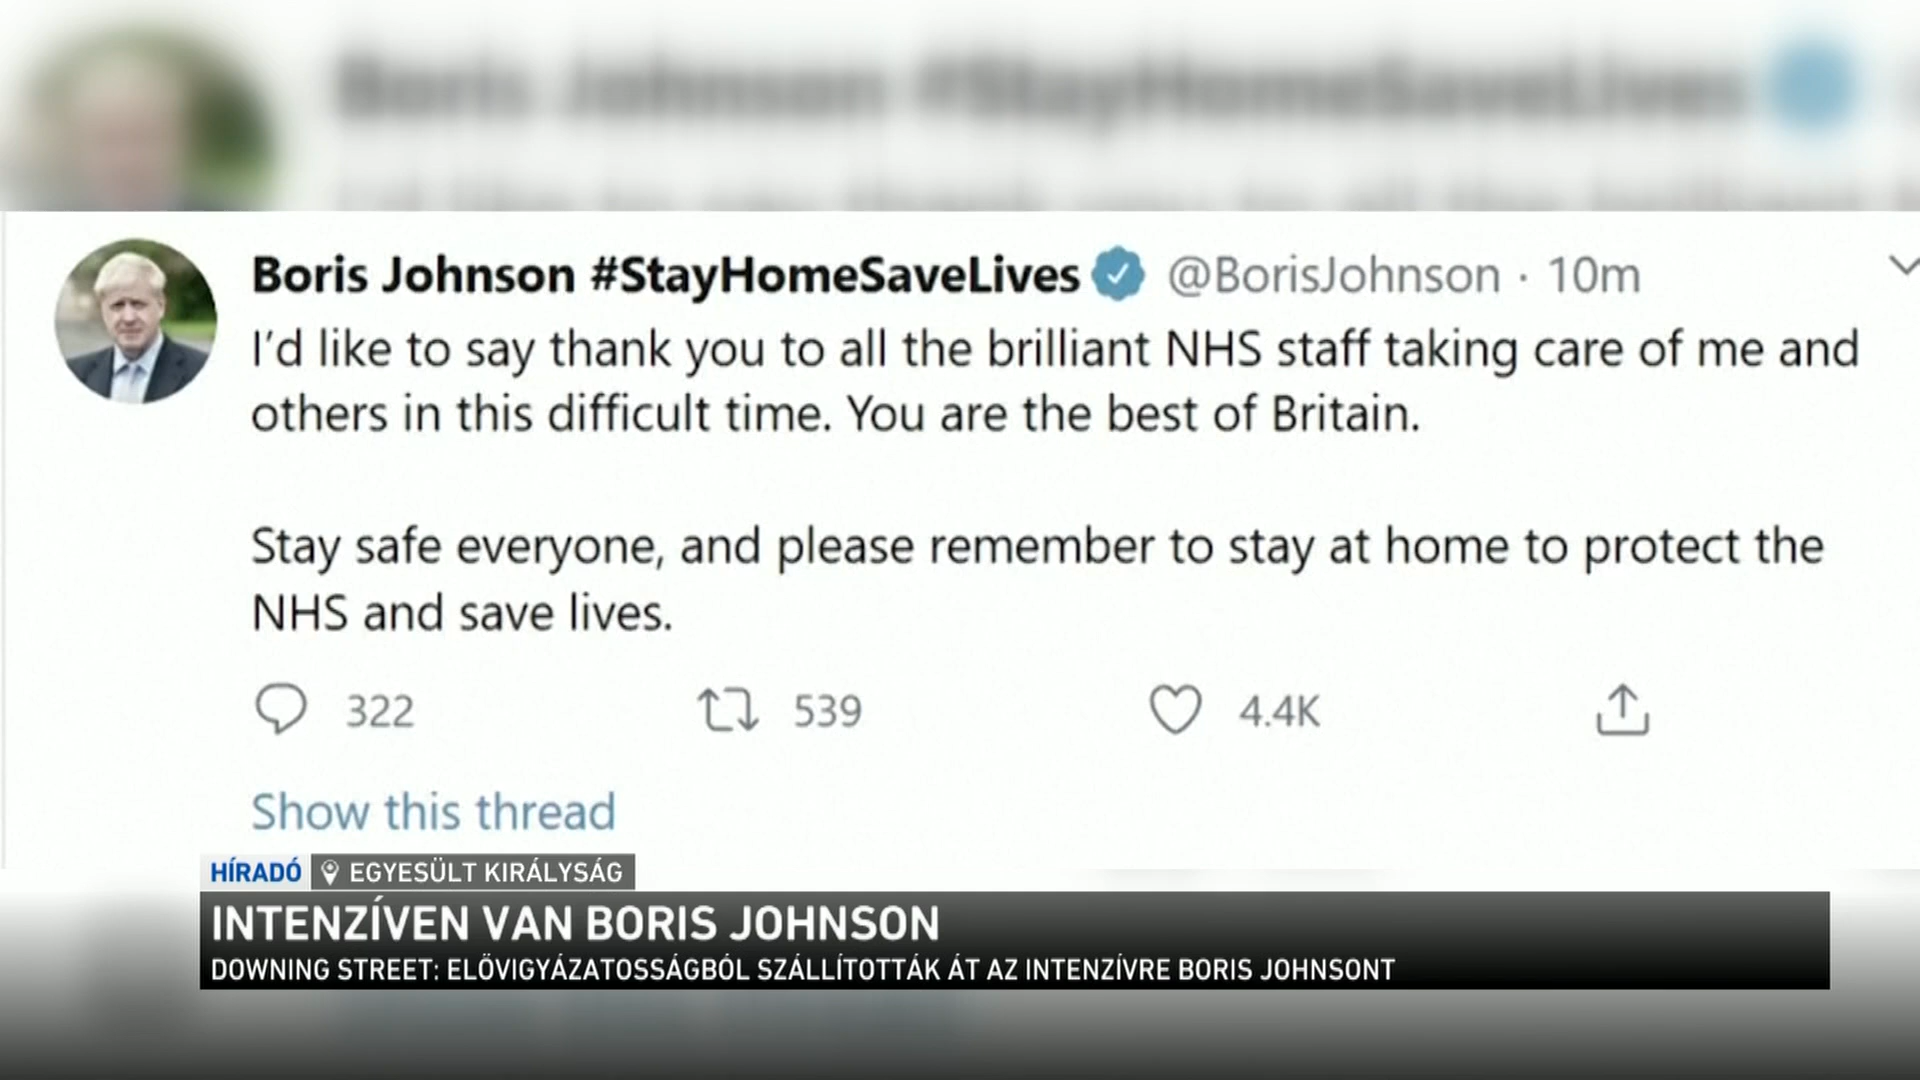 Boris Johnson #StayHomeSaveLives
Boris Johnson #StayHomeSaveLives @BorisJohnson · 10m
I'd like to say thank you to all the brilliant NHS staff taking care of me and
others in this difficult time. You are the best of Britain.
Stay safe everyone, and please remember to stay at home to protect the
NHS and save lives.
322 539 4.4K
Show this thread
HÍRADÓ EGYESÜLT KIRÁLYSÁG
INTENZÍVEN VAN BORIS JOHNSON
DOWNING STREET: ELŐVIGYÁZATOSSÁGBÓL SZÁLLÍTOTTÁK ÁT AZ INTENZÍVRE BORIS JOHNSONT